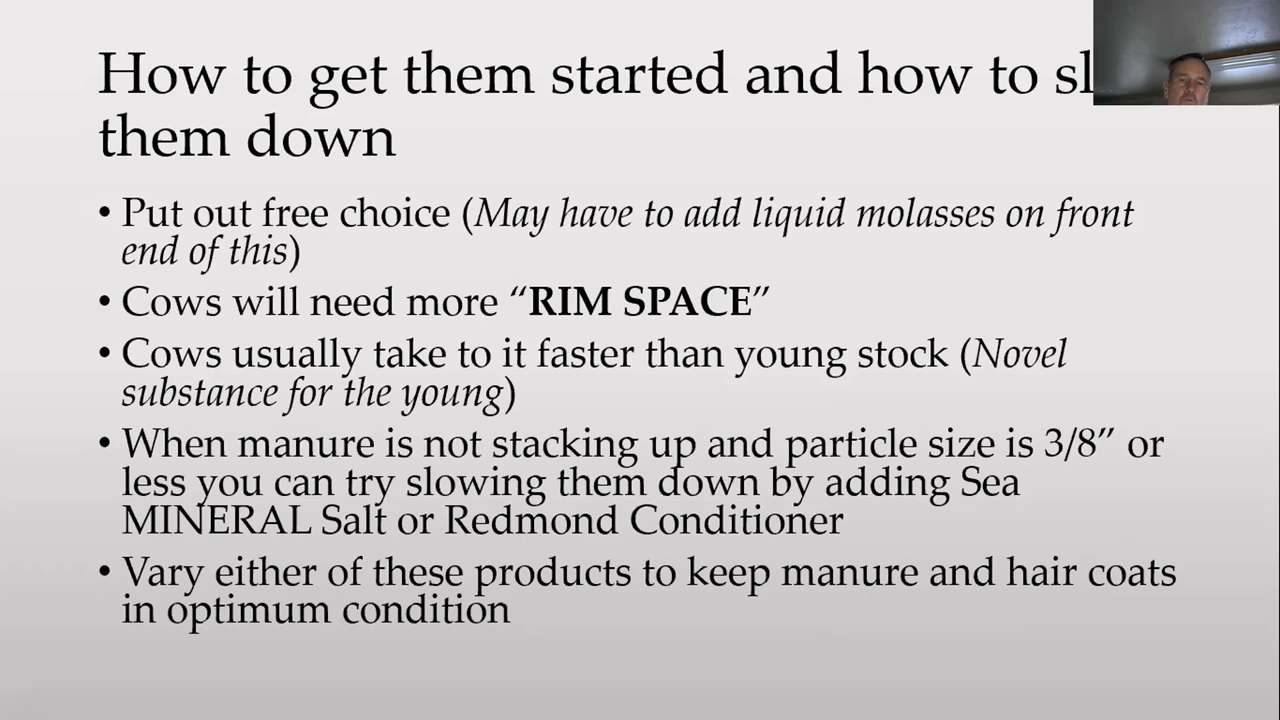 How to get them started and how to sl
them down
• Put out free choice (May have to add liquid molasses on front
end of this)
• Cows will need more “RIM SPACE”
• Cows usually take to it faster than young stock (Novel
substance for the young)
• When manure is not stacking up and particle size is 3/8” or
less you can try slowing them down by adding Sea
MINERAL Salt or Redmond Conditioner
• Vary either of these products to keep manure and hair coats
in optimum condition